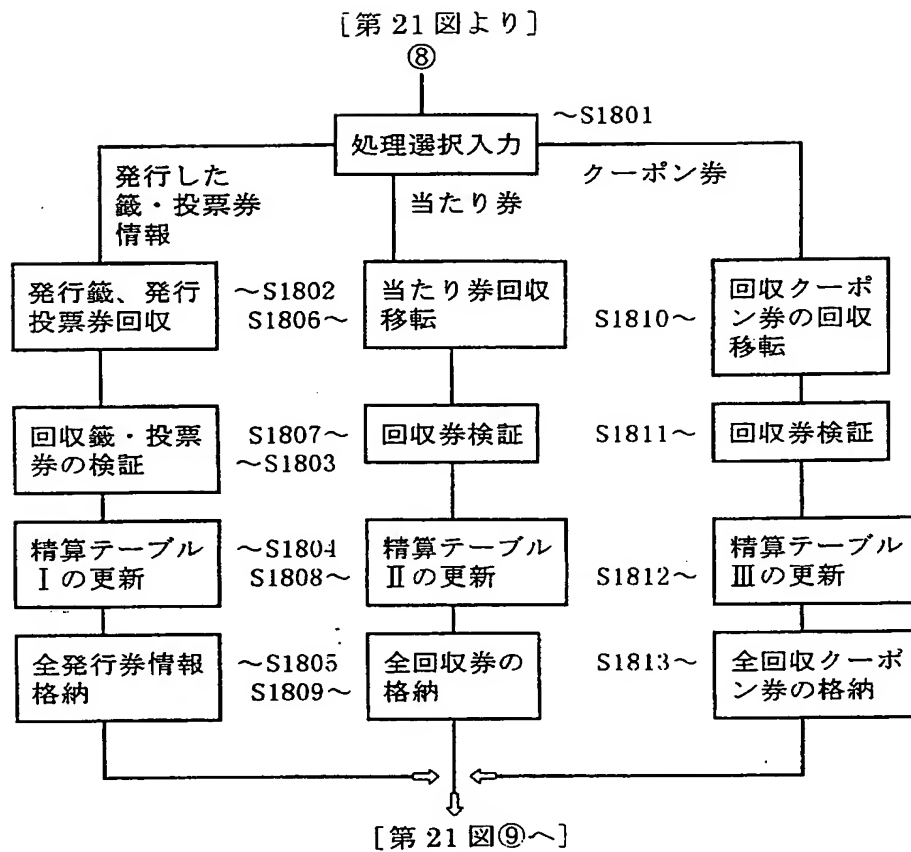 [第21図より]
⑧
処理選択入力
～S1801
発行した
籤・投票券
情報
当たり券
クーポン券
発行籤、発行
投票券回収
～S1802
S1806～
当たり券回収
移転
S1810～
回収クーポ
ン券の回収
移転
回収籤・投票
券の検証
S1807～
～S1803
回収券検証
S1811～
回収券検証
精算テーブル
Ⅰの更新
～S1804
S1808～
精算テーブル
Ⅱの更新
S1812～
精算テーブル
Ⅲの更新
全発行券情報
格納
～S1805
S1809～
全回収券の
格納
S1813～
全回収クーポ
ン券の格納
[第21図⑨へ]